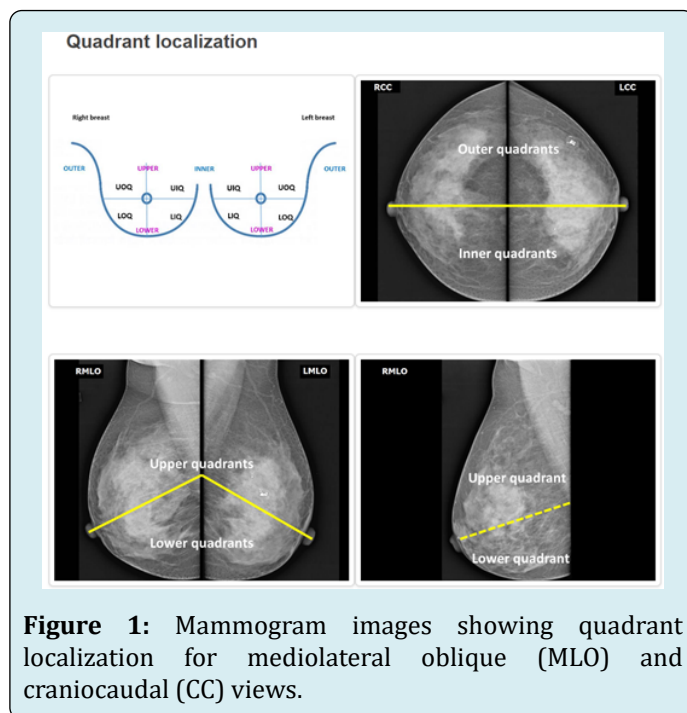 Quadrant localization
Right breast
Left breast
OUTER
UPPER
INNER
UPPER
OUTER
UOQ
UIQ
UIQ
UOQ
LOQ
LIQ
LIQ
LOQ
LOWER
LOWER
RCC
LCC
Outer quadrants
Inner quadrants
RMLO
LMLO
Upper quadrants
Lower quadrants
RMLO
Upper quadrant
Lower quadrant
Figure 1: Mammogram images showing quadrant
localization for mediolateral oblique (MLO) and
craniocaudal (CC) views.